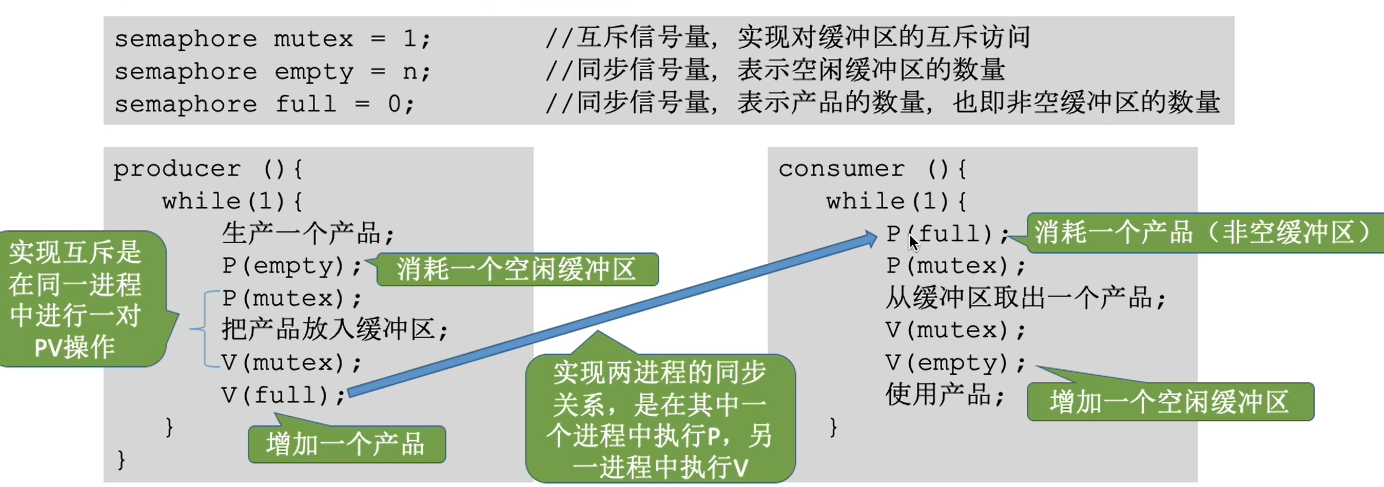 semaphore mutex = 1; //互斥信号量，实现对缓冲区的互斥访问
semaphore empty = n; //同步信号量，表示空闲缓冲区的数量
semaphore full = 0; //同步信号量，表示产品的数量，也即非空缓冲区的数量
producer (){
while(1){
生产一个产品;
P(empty);
P(mutex);
把产品放入缓冲区;
V(mutex);
V(full);
}
}
实现互斥是
在同一进程
中进行一对
PV操作
消耗一个空闲缓冲区
增加一个产品
实现两进程的同步
关系，是在其中一
个进程中执行P，另
一进程中执行V
consumer (){
while(1){
P(full);
P(mutex);
从缓冲区取出一个产品;
V(mutex);
V(empty);
使用产品;
}
消耗一个产品（非空缓冲区）
增加一个空闲缓冲区